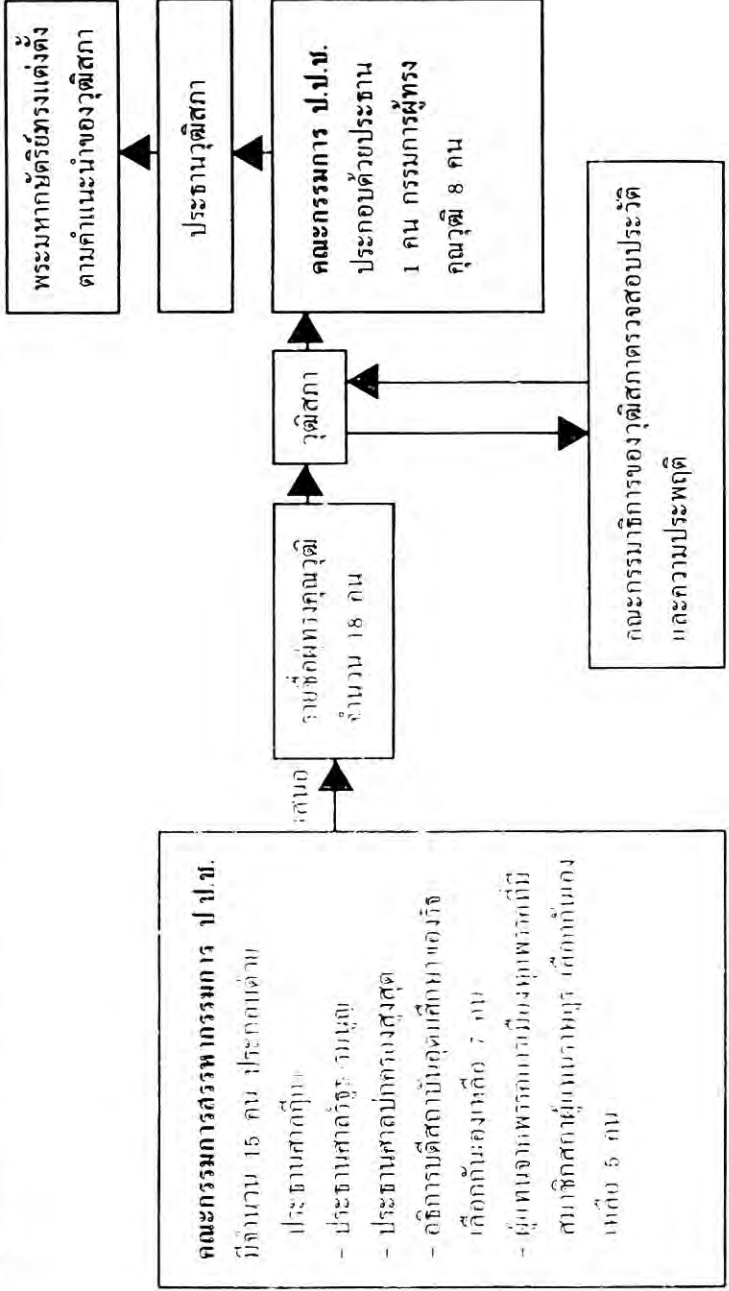 คณะกรรมการสรรหากรรมการ ป.ป.ช.
มีจำนวน 15 คน ประกอบด้วย
ประธานศาลฎีกา
- ประธานศาลรัฐธรรมนูญ
- ประธานศาลปกครองสูงสุด
- อธิการบดีสถาบันอุดมศึกษาของรัฐ
เลือกกันเองเหลือ 7 คน
- ผู้แทนจากพรรคการเมืองทุกพรรคที่มี
สมาชิกสภาผู้แทนราษฎร เลือกกันเอง
เหลือ 5 คน
เสนอ
รายชื่อผู้ทรงคุณวุฒิ
จำนวน 18 คน
วุฒิสภา
คณะกรรมาธิการของวุฒิสภาตรวจสอบประวัติ
และความประพฤติ
คณะกรรมการ ป.ป.ช.
ประกอบด้วยประธาน
1 คน กรรมการผู้ทรง
คุณวุฒิ 8 คน
ประธานวุฒิสภา
พระมหากษัตริย์ทรงแต่งตั้ง
ตามคำแนะนำของวุฒิสภา